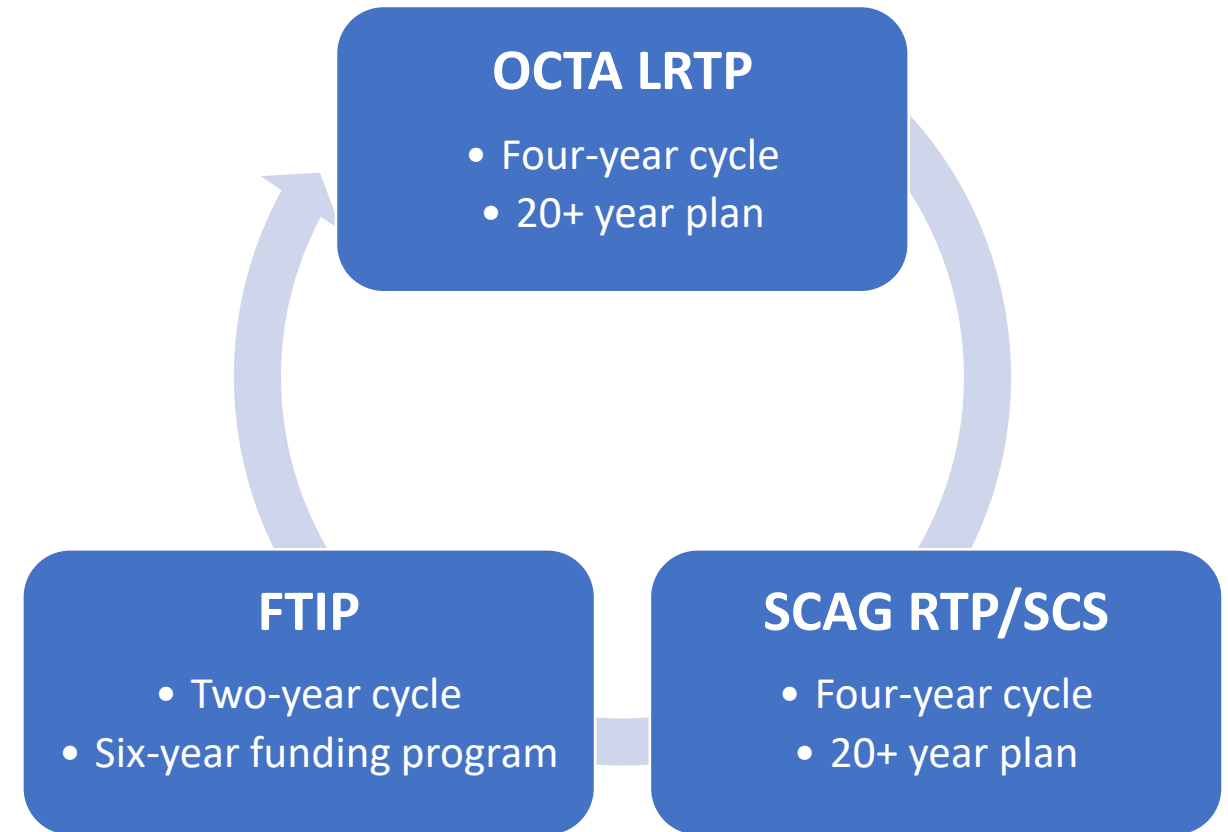 OCTA LRTP
• Four-year cycle
• 20+ year plan
FTIP
• Two-year cycle
• Six-year funding program
SCAG RTP/SCS
• Four-year cycle
• 20+ year plan